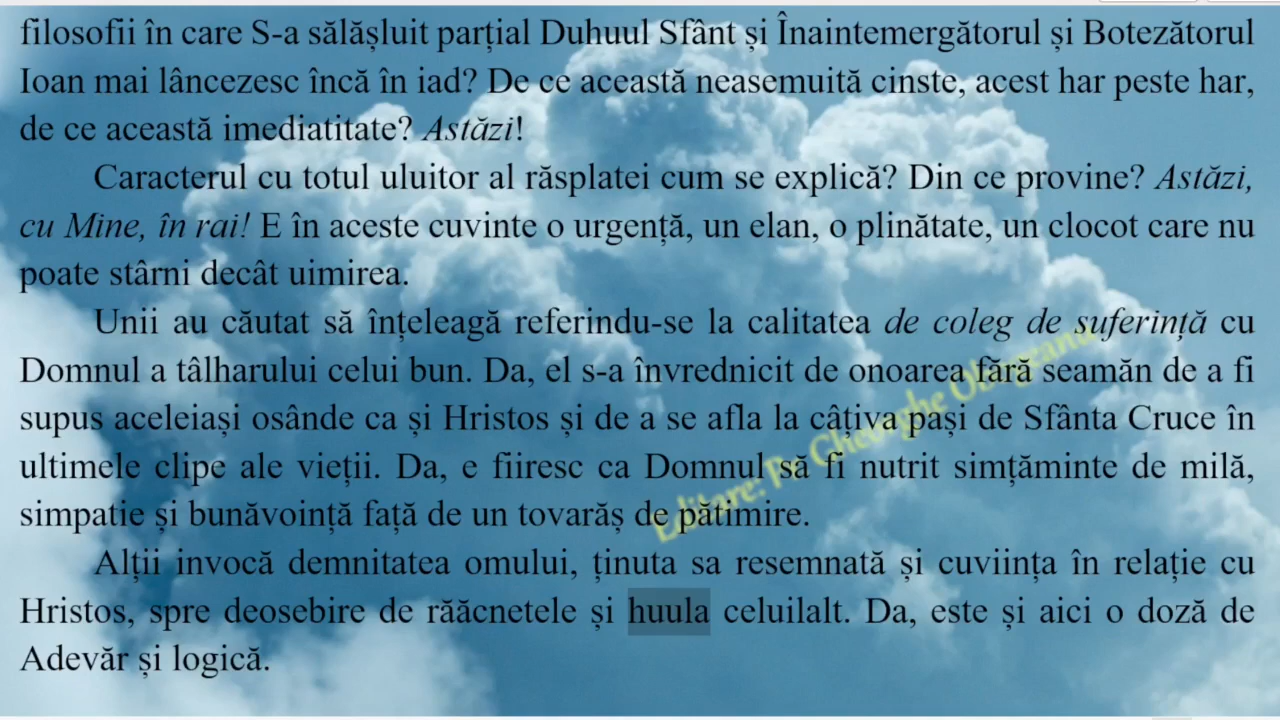 filosofii în care S-a sălășluit parțial Duhuul Sfânt și Înaintemergătorul și Botezătorul
Ioan mai lâncezesc încă în iad? De ce această neasemuită cinste, acest har peste har,
de ce această imediatitate? Astăzi!
Caracterul cu totul uluitor al răsplatei cum se explică? Din ce provine? Astăzi,
cu Mine, în rai! E în aceste cuvinte o urgență, un elan, o plinătate, un clocot care nu
poate stârni decât uimirea.
Unii au căutat să înțeleagă referindu-se la calitatea de coleg de suferință cu
Domnul a tâlharului celui bun. Da, el s-a învrednicit de onoarea fără seamăn de a fi
supus aceleiași osânde ca și Hristos și de a se afla la câțiva pași de Sfânta Cruce în
ultimele clipe ale vieții. Da, e fiiresc ca Domnul să fi nutrit simțăminte de milă,
simpatie și bunăvoință față de un tovarăș de pătimire.
Alții invocă demnitatea omului, ținuta sa resemnată și cuviința în relație cu
Hristos, spre deosebire de răăcnetele și huula celuilalt. Da, este și aici o doză de
Adevăr și logică.
Editare: Pr Gheorghe